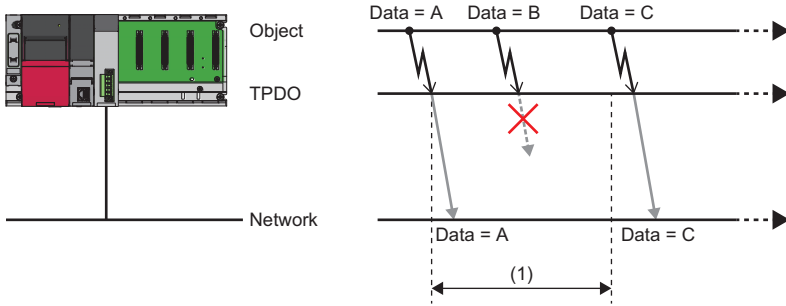 Data = A Data = B Data = C
Object
TPDO
Network
Data = A Data = C
(1)